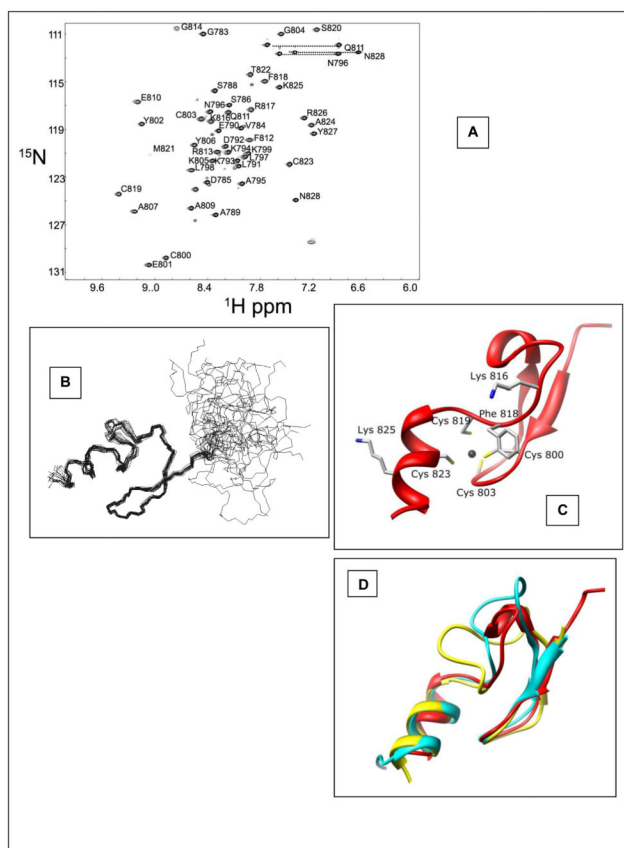 111
115
119
123
127
131
15N
9.6 9.0 8.4 7.8 7.2 6.6 6.0
1H ppm
G814
G783
G804
S820
Q811
N828
N796
T822
F818
K825
S788
E810
S786
N796
R817
C803
K816
Q811
R826
A824
Y802
E790
V784
Y827
Y806
D792
F812
M821
R813
K794
K799
K805
K793
L797
L798
L791
C823
C819
D785
A795
N828
A807
A809
A789
C800
E801
A
B
Lys 816
Cys 819
Phe 818
Lys 825
Cys 823
Cys 800
Cys 803
C
D